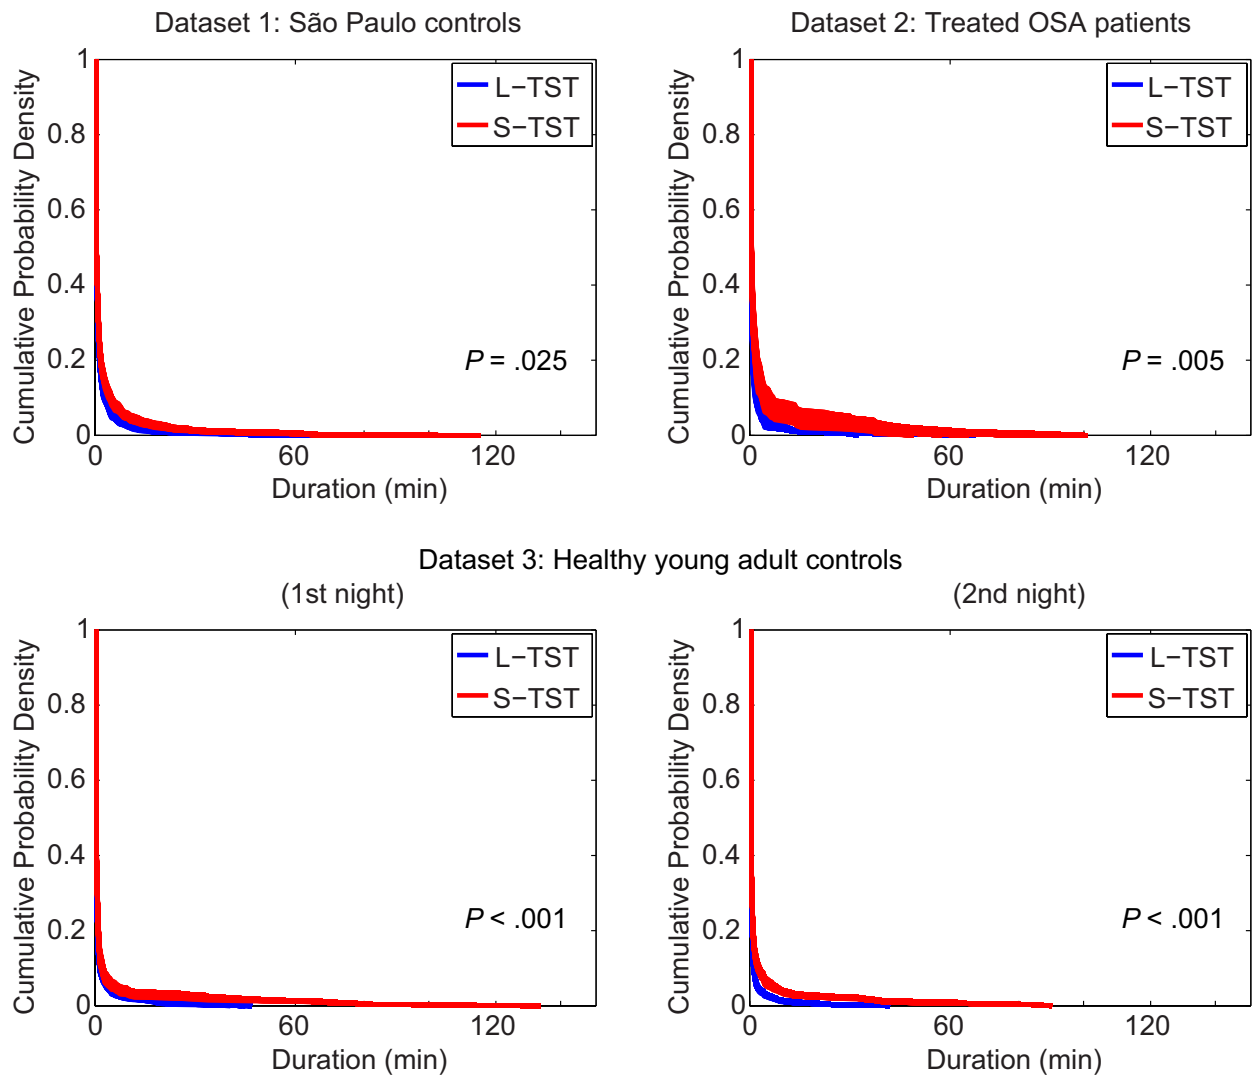 Dataset 1: São Paulo controls
Cumulative Probability Density
1
0.8
0.6
0.4
0.2
0
L−TST
S−TST
P = .025
0 60 120
Duration (min)
Dataset 2: Treated OSA patients
Cumulative Probability Density
1
0.8
0.6
0.4
0.2
0
L−TST
S−TST
P = .005
0 60 120
Duration (min)
Dataset 3: Healthy young adult controls
(1st night)
Cumulative Probability Density
1
0.8
0.6
0.4
0.2
0
L−TST
S−TST
P < .001
0 60 120
Duration (min)
(2nd night)
Cumulative Probability Density
1
0.8
0.6
0.4
0.2
0
L−TST
S−TST
P < .001
0 60 120
Duration (min)